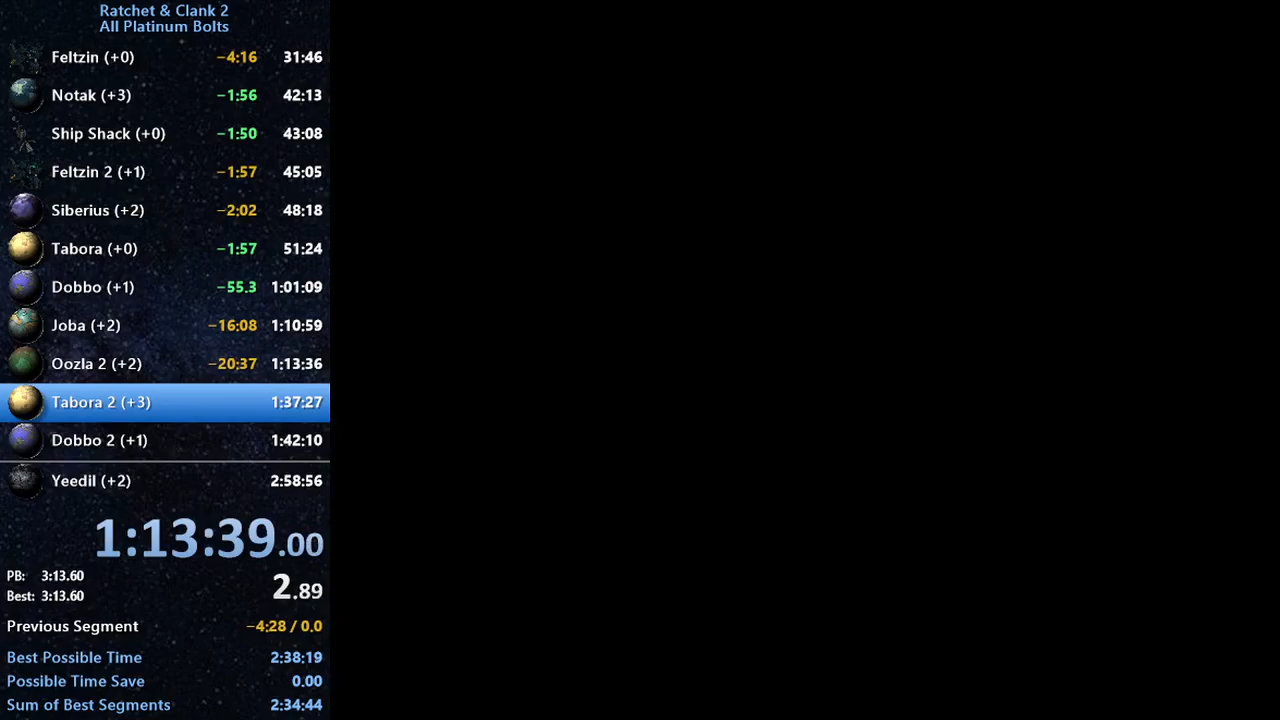 Ratchet & Clank 2
All Platinum Bolts
Feltzin (+0) −4:16 31:46
Notak (+3) −1:56 42:13
Ship Shack (+0) −1:50 43:08
Feltzin 2 (+1) −1:57 45:05
Siberius (+2) −2:02 48:18
Tabora (+0) −1:57 51:24
Dobbo (+1) −55.3 1:01:09
Joba (+2) −16:08 1:10:59
Oozla 2 (+2) −20:37 1:13:36
Tabora 2 (+3) 1:37:27
Dobbo 2 (+1) 1:42:10
Yeedil (+2) 2:58:56
1:13:39.00
PB: 3:13.60
Best: 3:13.60
2.89
Previous Segment −4:28 / 0.0
Best Possible Time 2:38:19
Possible Time Save 0.00
Sum of Best Segments 2:34:44